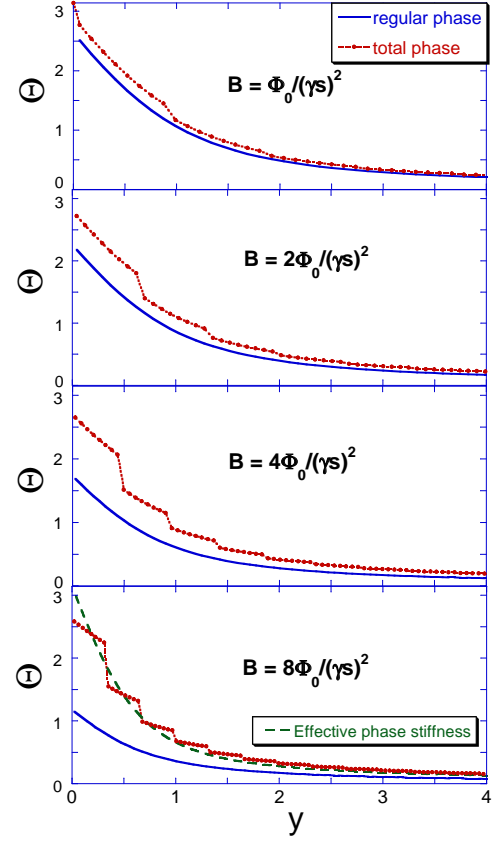 3
2
1
0
Θ
regular phase
total phase
B = Φ₀/(γs)²
3
2
1
0
Θ
B = 2Φ₀/(γs)²
3
2
1
0
Θ
B = 4Φ₀/(γs)²
3
2
1
0
Θ
B = 8Φ₀/(γs)²
Effective phase stiffness
0 1 2 3 4
y